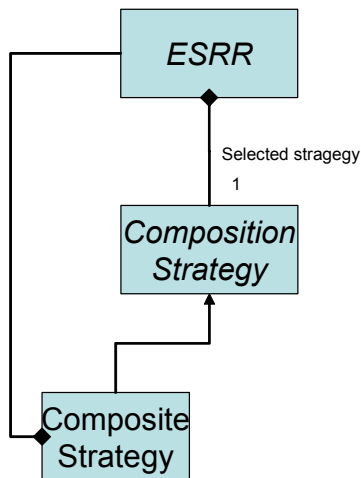 ESRR
Selected stragegy
1
Composition
Strategy
Composite
Strategy